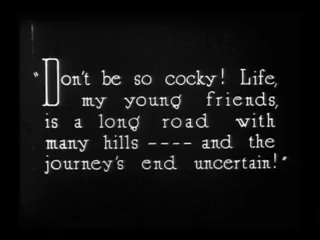 "Don't be so cocky! Life,
my young friends,
is a long road with
many hills ---- and the
journey's end uncertain!"